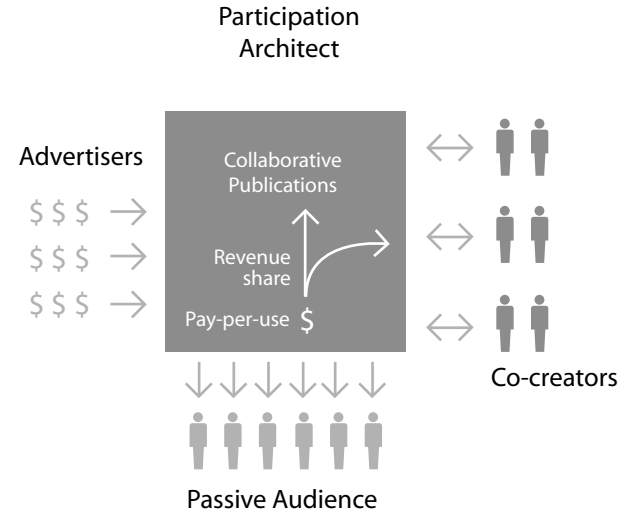 Participation
Architect
Advertisers
$ $ $
$ $ $
$ $ $
Collaborative
Publications
Revenue
share
Pay-per-use $
Co-creators
Passive Audience